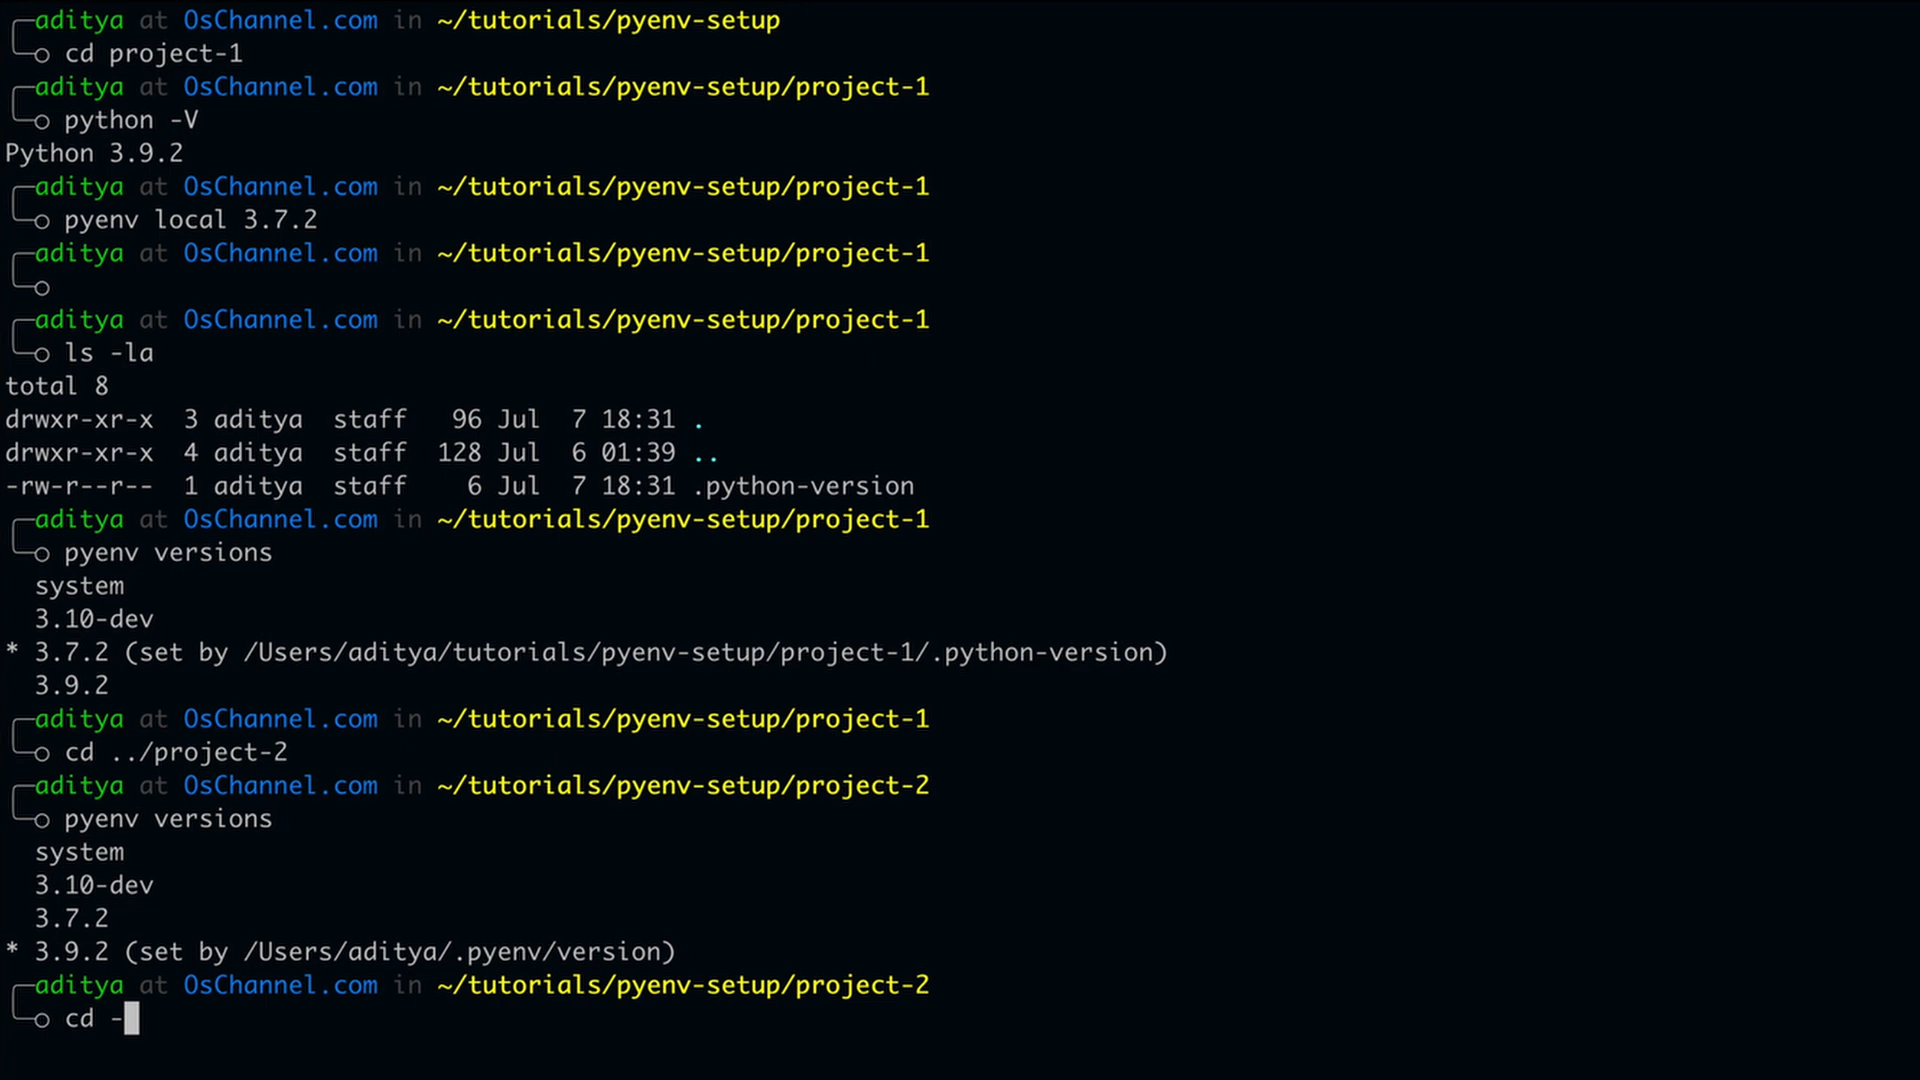 aditya at OsChannel.com in ~/tutorials/pyenv-setup
cd project-1
aditya at OsChannel.com in ~/tutorials/pyenv-setup/project-1
python -V
Python 3.9.2
aditya at OsChannel.com in ~/tutorials/pyenv-setup/project-1
pyenv local 3.7.2
aditya at OsChannel.com in ~/tutorials/pyenv-setup/project-1
aditya at OsChannel.com in ~/tutorials/pyenv-setup/project-1
ls -la
total 8
drwxr-xr-x  3 aditya  staff   96 Jul  7 18:31 .
drwxr-xr-x  4 aditya  staff  128 Jul  6 01:39 ..
-rw-r--r--  1 aditya  staff    6 Jul  7 18:31 .python-version
aditya at OsChannel.com in ~/tutorials/pyenv-setup/project-1
pyenv versions
system
3.10-dev
* 3.7.2 (set by /Users/aditya/tutorials/pyenv-setup/project-1/.python-version)
3.9.2
aditya at OsChannel.com in ~/tutorials/pyenv-setup/project-1
cd ../project-2
aditya at OsChannel.com in ~/tutorials/pyenv-setup/project-2
pyenv versions
system
3.10-dev
3.7.2
* 3.9.2 (set by /Users/aditya/.pyenv/version)
aditya at OsChannel.com in ~/tutorials/pyenv-setup/project-2
cd -